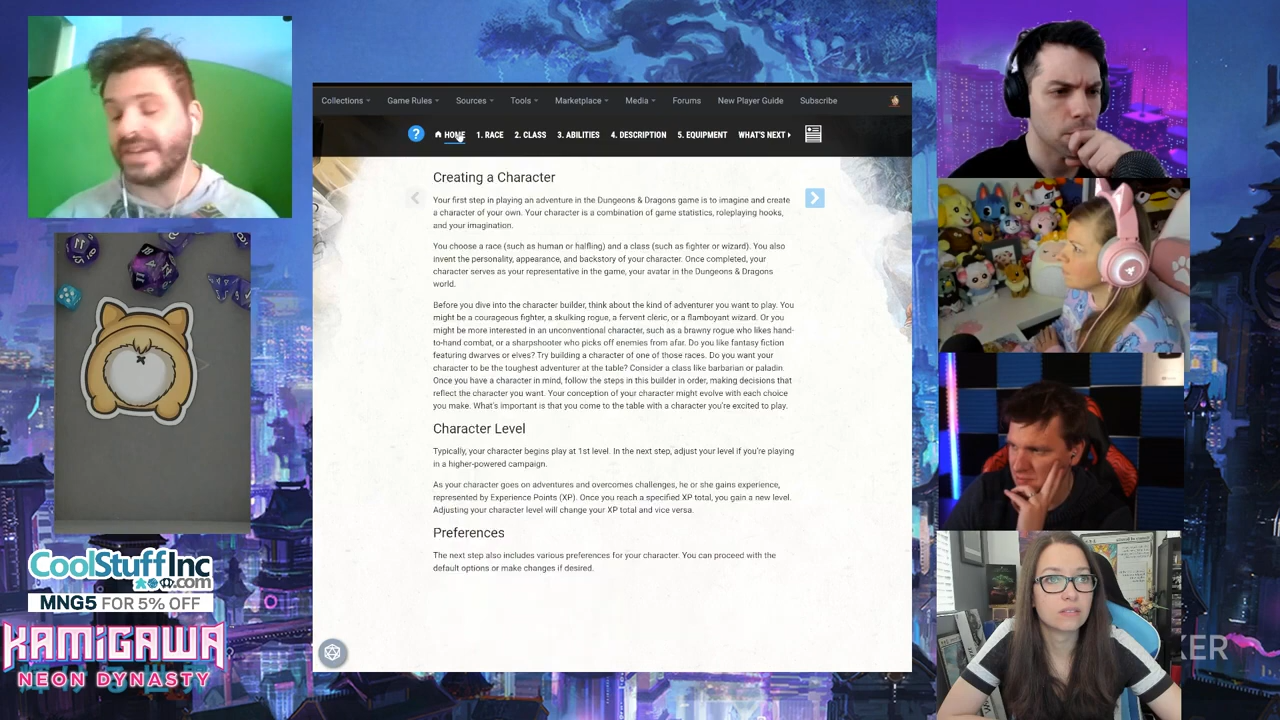 Collections
Game Rules
Sources
Tools
Marketplace
Media
Forums
New Player Guide
Subscribe
?
HOME
1. RACE
2. CLASS
3. ABILITIES
4. DESCRIPTION
5. EQUIPMENT
WHAT'S NEXT
Creating a Character
Your first step in playing an adventure in the Dungeons & Dragons game is to imagine and create
a character of your own. Your character is a combination of game statistics, roleplaying hooks,
and your imagination.
You choose a race (such as human or halfling) and a class (such as fighter or wizard). You also
invent the personality, appearance, and backstory of your character. Once completed, your
character serves as your representative in the game, your avatar in the Dungeons & Dragons
world.
Before you dive into the character builder, think about the kind of adventurer you want to play. You
might be a courageous fighter, a skulking rogue, a fervent cleric, or a flamboyant wizard. Or you
might be more interested in an unconventional character, such as a brawny rogue who likes hand-
to-hand combat, or a sharpshooter who picks off enemies from afar. Do you like fantasy fiction
featuring dwarves or elves? Try building a character of one of those races. Do you want your
character to be the toughest adventurer at the table? Consider a class like barbarian or paladin.
Once you have a character in mind, follow the steps in this builder in order, making decisions that
reflect the character you want. Your conception of your character might evolve with each choice
you make. What's important is that you come to the table with a character you're excited to play.
Character Level
Typically, your character begins play at 1st level. In the next step, adjust your level if you're playing
in a higher-powered campaign.
As your character goes on adventures and overcomes challenges, he or she gains experience,
represented by Experience Points (XP). Once you reach a specified XP total, you gain a new level.
Adjusting your character level will change your XP total and vice versa.
Preferences
The next step also includes various preferences for your character. You can proceed with the
default options or make changes if desired.
CoolStuffInc
.com
MNG5 FOR 5% OFF
KAMIGAWA
NEON DYNASTY
KER